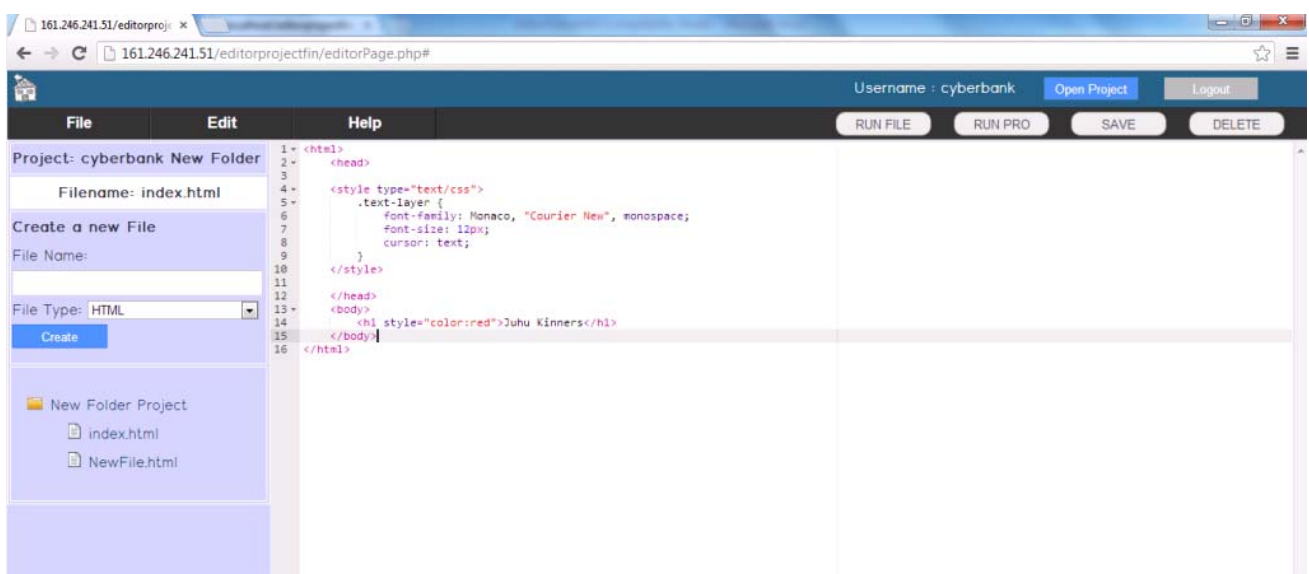 161.246.241.51/editorproje
161.246.241.51/editorprojectfin/editorPage.php#
Username : cyberbank
Open Project
Logout
File
Edit
Help
RUN FILE
RUN PRO
SAVE
DELETE
Project: cyberbank New Folder
Filename: index.html
Create a new File
File Name:
File Type: HTML
Create
New Folder Project
index.html
NewFile.html
1 <html>
2 <head>
3
4 <style type="text/css">
5 .text-layer {
6 font-family: Monaco, "Courier New", monospace;
7 font-size: 12px;
8 cursor: text;
9 }
10 </style>
11
12 </head>
13 <body>
14 <h1 style="color:red">Juhu Kinners</h1>
15 </body>
16 </html>